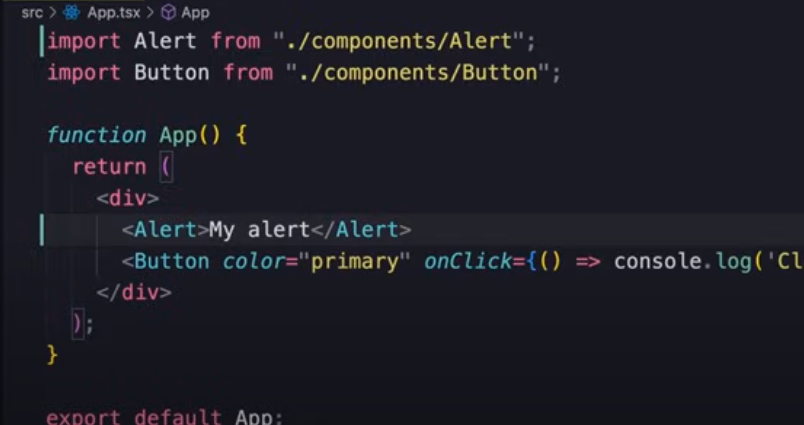 src > App.tsx > App
import Alert from "./components/Alert";
import Button from "./components/Button";
function App() {
return (
<div>
<Alert>My alert</Alert>
<Button color="primary" onClick={() => console.log('Cl
</div>
);
}
export default App;